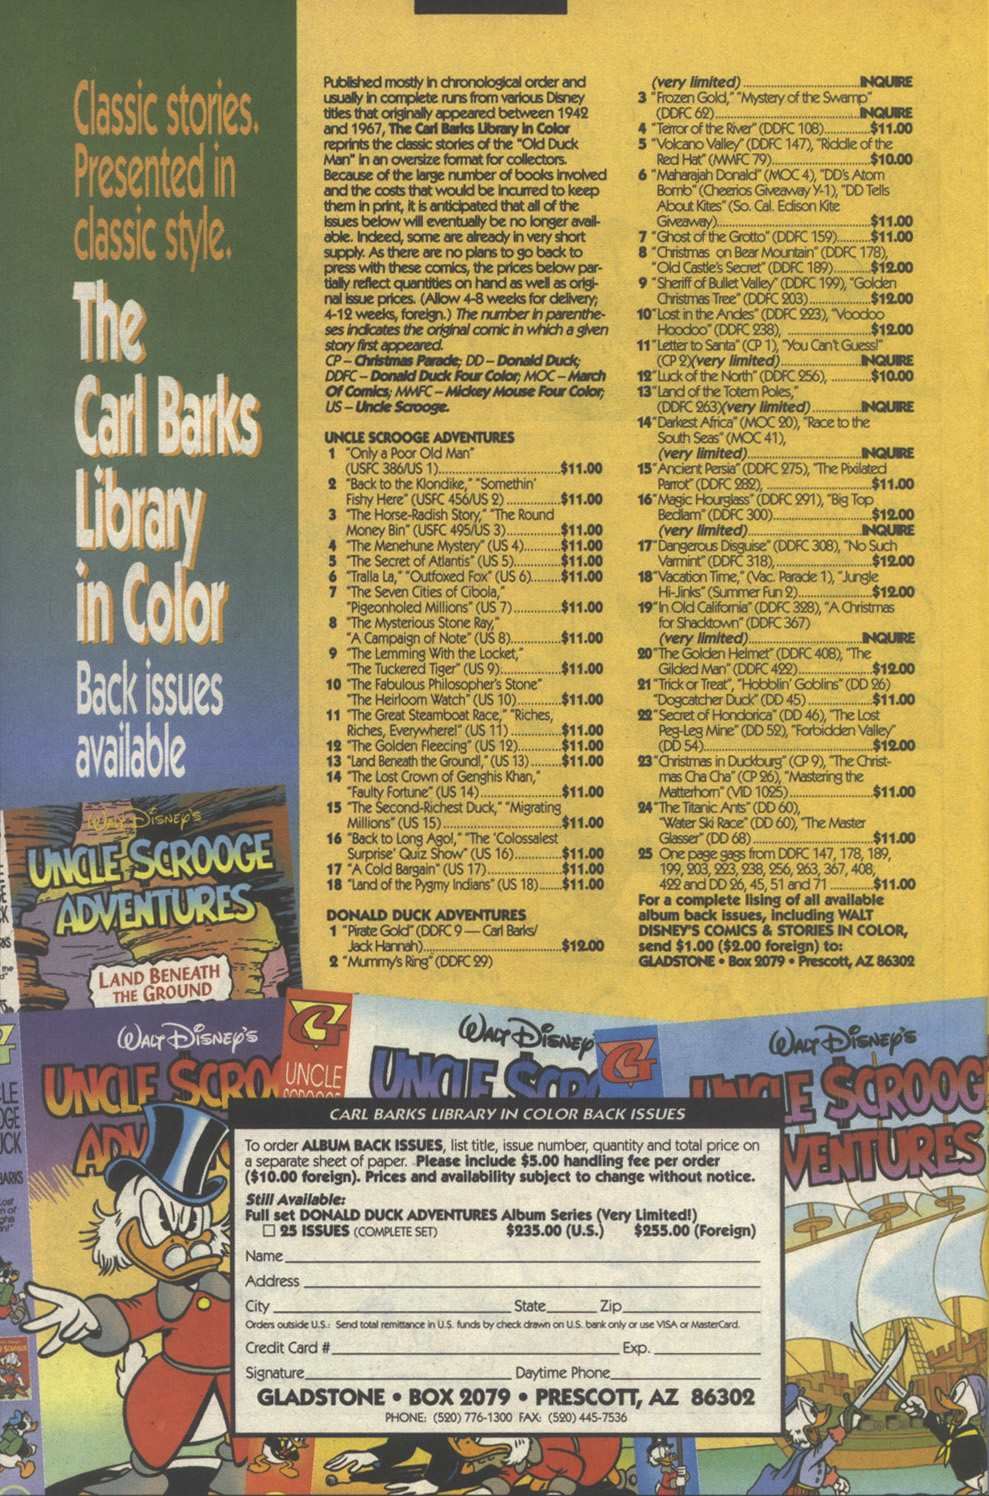 Classic stories.
Presented in
classic style.
The
Carl Barks
Library
in Color
Back issues
available
Published mostly in chronological order and
usually in complete runs from various Disney
titles that originally appeared between 1942
and 1967, The Carl Barks Library in Color
reprints the classic stories of the "Old Duck
Man" in an oversize format for collectors.
Because of the large number of books involved
and the costs that would be incurred to keep
them in print, it is anticipated that all of the
issues below will eventually be no longer avail-
able. Indeed, some are already in very short
supply. As there are no plans to go back to
press with these comics, the prices below par-
tially reflect quantities on hand as well as origi-
nal issue prices. (Allow 4-8 weeks for delivery;
4-12 weeks, foreign.) The number in parenthe-
ses indicates the original comic in which a given
story first appeared.
CP – Christmas Parade; DD – Donald Duck;
DDFC – Donald Duck Four Color; MOC – March
Of Comics; MMFC – Mickey Mouse Four Color;
US – Uncle Scrooge.
UNCLE SCROOGE ADVENTURES
1 "Only a Poor Old Man"
(USFC 386/US 1)..............................$11.00
2 "Back to the Klondike," "Somethin'
Fishy Here" (USFC 456/US 2)............$11.00
3 "The Horse-Radish Story," "The Round
Money Bin" (USFC 495/US 3)............$11.00
4 "The Menehune Mystery" (US 4)..........$11.00
5 "The Secret of Atlantis" (US 5)............$11.00
6 "Tralla La," "Outfoxed Fox" (US 6)........$11.00
7 "The Seven Cities of Cibola,"
"Pigeonholed Millions" (US 7)............$11.00
8 "The Mysterious Stone Ray,"
"A Campaign of Note" (US 8)............$11.00
9 "The Lemming With the Locket,"
"The Tuckered Tiger" (US 9)..............$11.00
10 "The Fabulous Philosopher's Stone"
"The Heirloom Watch" (US 10)...........$11.00
11 "The Great Steamboat Race," "Riches,
Riches, Everywhere!" (US 11) ............$11.00
12 "The Golden Fleecing" (US 12)............$11.00
13 "Land Beneath the Ground!," (US 13)......$11.00
14 "The Lost Crown of Genghis Khan,"
"Faulty Fortune" (US 14)..................$11.00
15 "The Second-Richest Duck," "Migrating
Millions" (US 15).............................$11.00
16 "Back to Long Ago!," "The 'Colossalest
Surprise' Quiz Show" (US 16)............$11.00
17 "A Cold Bargain" (US 17)..................$11.00
18 "Land of the Pygmy Indians" (US 18)......$11.00
DONALD DUCK ADVENTURES
1 "Pirate Gold" (DDFC 9 — Carl Barks/
Jack Hannah)..................................$12.00
2 "Mummy's Ring" (DDFC 29)
(very limited)..............................INQUIRE
3 "Frozen Gold," "Mystery of the Swamp"
(DDFC 62)....................................INQUIRE
4 "Terror of the River" (DDFC 108)..........$11.00
5 "Volcano Valley" (DDFC 147), "Riddle of the
Red Hat" (MMFC 79).......................$10.00
6 "Maharajah Donald" (MOC 4), "DD's Atom
Bomb" (Cheerios Giveaway Y-1), "DD Tells
About Kites" (So. Cal. Edison Kite
Giveaway)......................................$11.00
7 "Ghost of the Grotto" (DDFC 159)..........$11.00
8 "Christmas on Bear Mountain" (DDFC 178),
"Old Castle's Secret" (DDFC 189)..........$12.00
9 "Sheriff of Bullet Valley" (DDFC 199), "Golden
Christmas Tree" (DDFC 203)..............$12.00
10 "Lost in the Andes" (DDFC 223), "Voodoo
Hoodoo" (DDFC 238), ......................$12.00
11 "Letter to Santa" (CP 1), "You Can't Guess!"
(CP 2)(very limited)........................INQUIRE
12 "Luck of the North" (DDFC 256), ..........$10.00
13 "Land of the Totem Poles,"
(DDFC 263)(very limited)................INQUIRE
14 "Darkest Africa" (MOC 20), "Race to the
South Seas" (MOC 41),
(very limited)..............................INQUIRE
15 "Ancient Persia" (DDFC 275), "The Pixilated
Parrot" (DDFC 282), .......................$11.00
16 "Magic Hourglass" (DDFC 291), "Big Top
Bedlam" (DDFC 300).......................$12.00
(very limited)..............................INQUIRE
17 "Dangerous Disguise" (DDFC 308), "No Such
Varmint" (DDFC 318), ......................$12.00
18 "Vacation Time," (Vac. Parade 1), "Jungle
Hi-Jinks" (Summer Fun 2)..................$12.00
19 "In Old California" (DDFC 328), "A Christmas
for Shacktown" (DDFC 367)
(very limited)..............................INQUIRE
20 "The Golden Helmet" (DDFC 408), "The
Gilded Man" (DDFC 422)..................$12.00
21 "Trick or Treat", "Hobblin' Goblins" (DD 26)
"Dogcatcher Duck" (DD 45) ..............$11.00
22 "Secret of Hondorica" (DD 46), "The Lost
Peg-Leg Mine" (DD 52), "Forbidden Valley"
(DD 54).........................................$12.00
23 "Christmas in Duckburg" (CP 9), "The Christ-
mas Cha Cha" (CP 26), "Mastering the
Matterhorn" (VID 1025)....................$11.00
24 "The Titanic Ants" (DD 60),
"Water Ski Race" (DD 60), "The Master
Glasser" (DD 68) ............................$11.00
25 One page gags from DDFC 147, 178, 189,
199, 203, 223, 238, 256, 263, 367, 408,
422 and DD 26, 45, 51 and 71 ..........$11.00
For a complete lising of all available
album back issues, including WALT
DISNEY'S COMICS & STORIES IN COLOR,
send $1.00 ($2.00 foreign) to:
GLADSTONE • Box 2079 • Prescott, AZ 86302
WALT DISNEY'S
UNCLE SCROOGE
ADVENTURES
LAND BENEATH
THE GROUND
WALT DISNEY'S
UNCLE SCRO
ADV
G
UNCLE
WALT DISNEY
UNCLE SCRO
G
WALT DISNEY'S
E SCROOGE
VENTURES
CARL BARKS LIBRARY IN COLOR BACK ISSUES
To order ALBUM BACK ISSUES, list title, issue number, quantity and total price on
a separate sheet of paper. Please include $5.00 handling fee per order
($10.00 foreign). Prices and availability subject to change without notice.
Still Available:
Full set DONALD DUCK ADVENTURES Album Series (Very Limited!)
☐ 25 ISSUES (COMPLETE SET) $235.00 (U.S.) $255.00 (Foreign)
Name
Address
City State Zip
Orders outside U.S.: Send total remittance in U.S. funds by check drawn on U.S. bank only or use VISA or MasterCard.
Credit Card # Exp.
Signature Daytime Phone
GLADSTONE • BOX 2079 • PRESCOTT, AZ 86302
PHONE: (520) 776-1300 FAX: (520) 445-7536